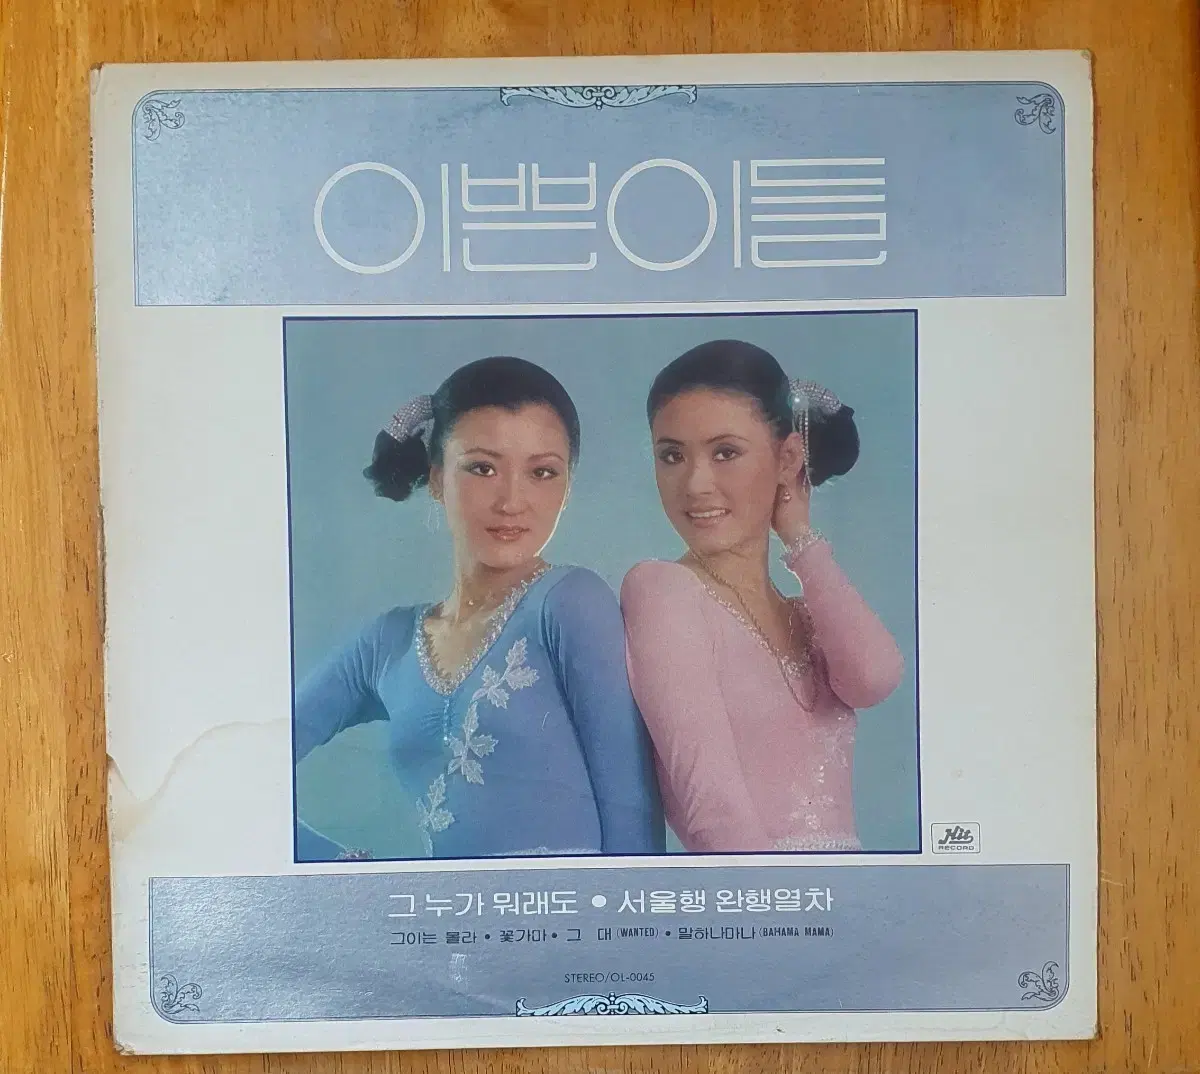 이쁜이들
Hit
RECORD
그 누가 뭐래도 • 서울행 완행열차
그이는 몰라 • 꽃가마 • 그 대 (WANTED) • 말하나마나 (BAHAMA MAMA)
STEREO/OL-0045